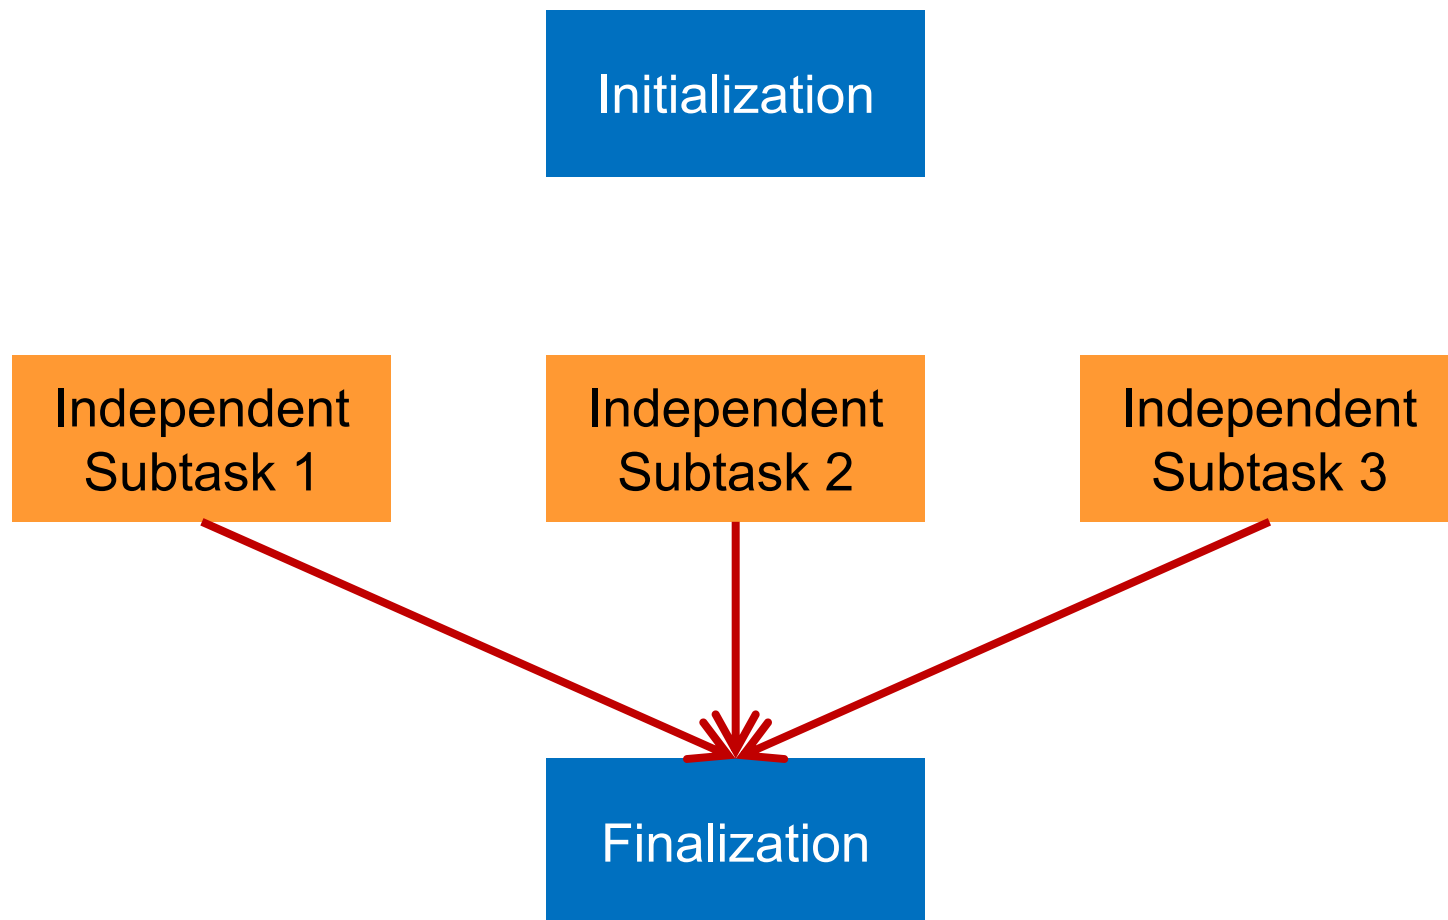 Initialization
Independent
Subtask 1
Independent
Subtask 2
Independent
Subtask 3
Finalization